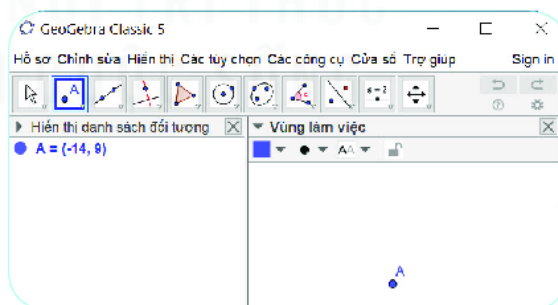 GeoGebra Classic 5
Hồ sơ Chỉnh sửa Hiển thị Các tùy chọn Các công cụ Cửa sổ Trợ giúp Sign in
A
a=2
Hiển thị danh sách đối tượng
Vùng làm việc
A = (-14, 9)
AA
A